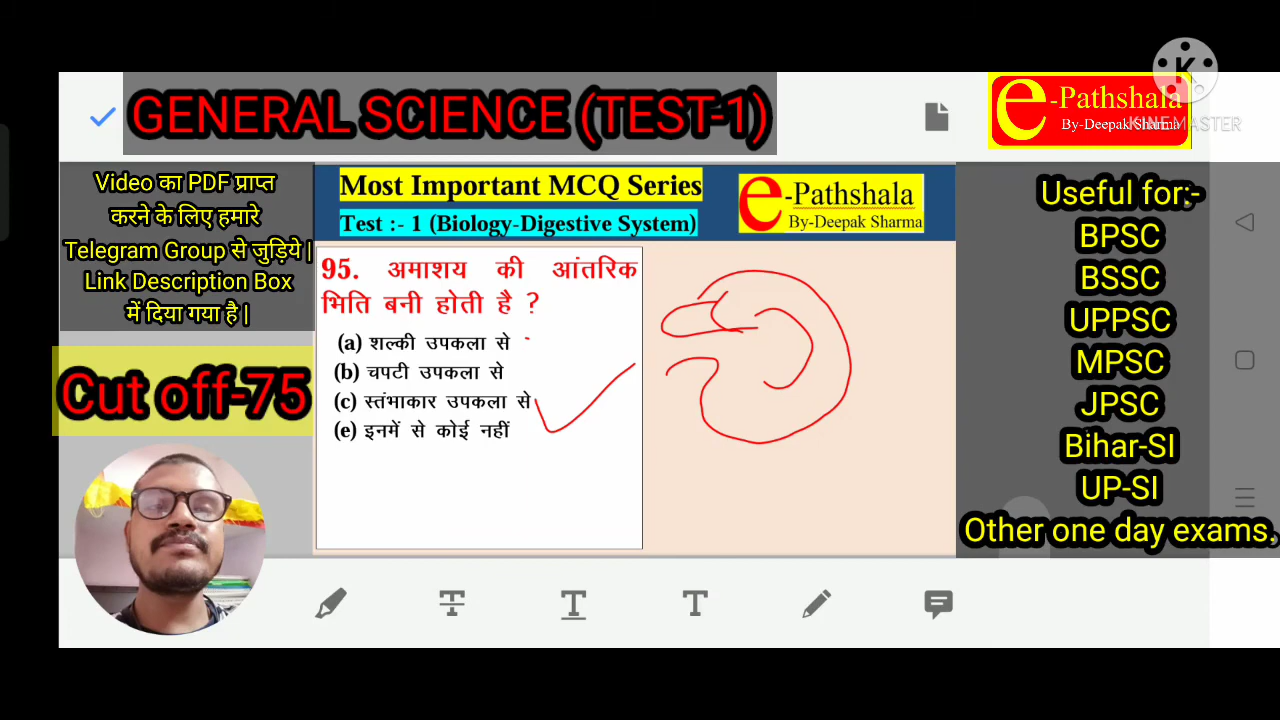 GENERAL SCIENCE (TEST-1)
e-Pathshala
By-Deepak Sharma
KINEMASTER
Video का PDF प्राप्त
करने के लिए हमारे
Telegram Group से जुड़िये |
Link Description Box
में दिया गया है |
Cut off-75
Most Important MCQ Series
Test :- 1 (Biology-Digestive System)
e-Pathshala
By-Deepak Sharma
95. अमाशय की आंतरिक
भिति बनी होती है ?
(a) शल्की उपकला से
(b) चपटी उपकला से
(c) स्तंभाकार उपकला से
(e) इनमें से कोई नहीं
Useful for:-
BPSC
BSSC
UPPSC
MPSC
JPSC
Bihar-SI
UP-SI
Other one day exams.